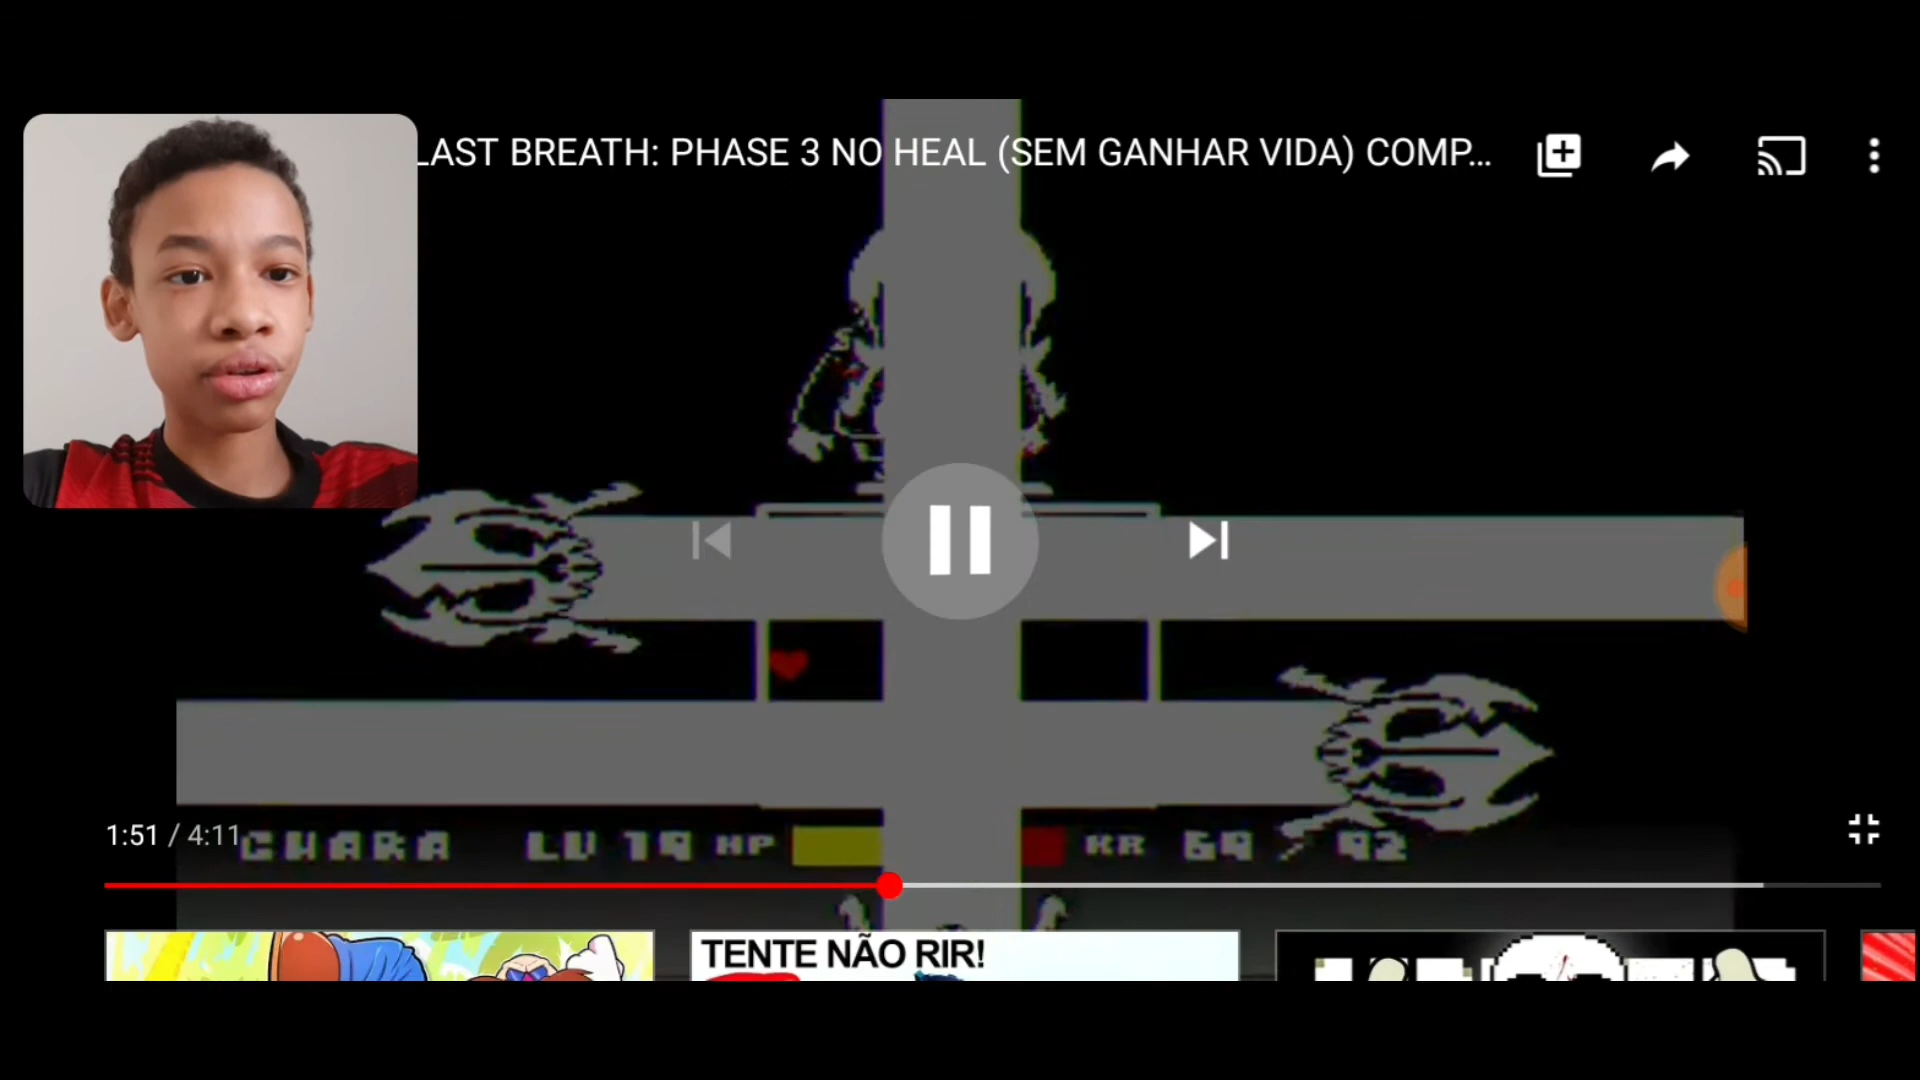 LAST BREATH: PHASE 3 NO HEAL (SEM GANHAR VIDA) COMP...
1:51 / 4:11
CHARA LV 19 HP KR 69 / 92
TENTE NÃO RIR!